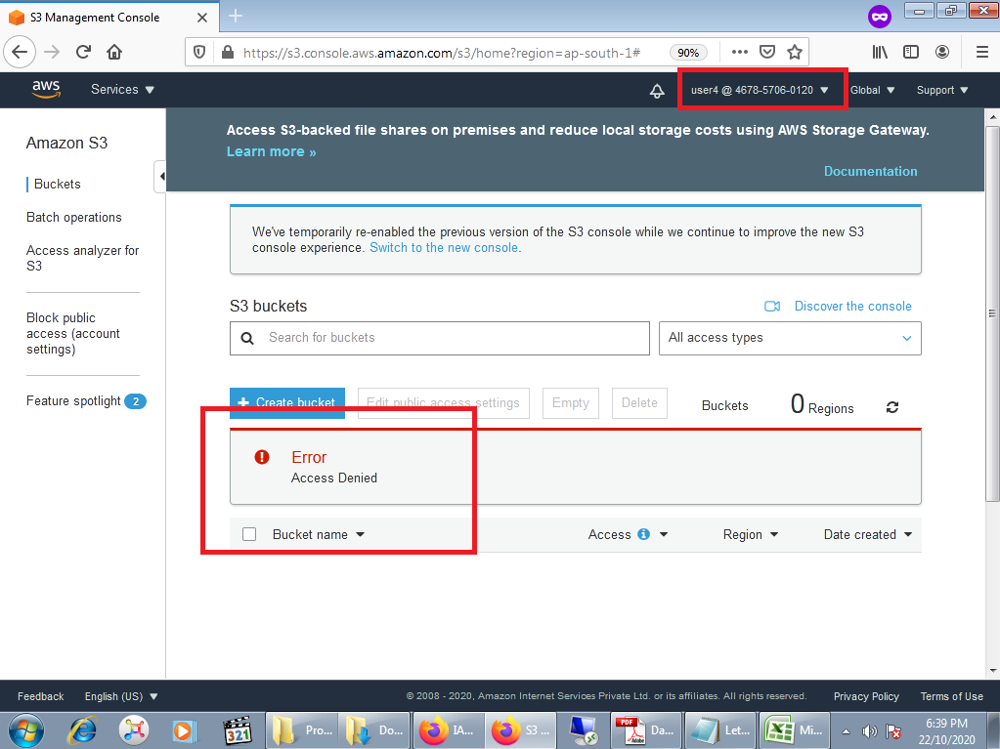 S3 Management Console
https://s3.console.aws.amazon.com/s3/home?region=ap-south-1#
90%
aws
Services
user4 @ 4678-5706-0120
Global
Support
Amazon S3
Buckets
Batch operations
Access analyzer for
S3
Block public
access (account
settings)
Feature spotlight 2
Access S3-backed file shares on premises and reduce local storage costs using AWS Storage Gateway.
Learn more »
Documentation
We've temporarily re-enabled the previous version of the S3 console while we continue to improve the new S3
console experience. Switch to the new console.
S3 buckets
Discover the console
Search for buckets
All access types
+ Create bucket
Edit public access settings
Empty
Delete
Buckets
0 Regions
Error
Access Denied
Bucket name
Access
Region
Date created
Feedback
English (US)
© 2008 - 2020, Amazon Internet Services Private Ltd. or its affiliates. All rights reserved.
Privacy Policy
Terms of Use
321
Pro...
Do...
IA...
S3 ...
PDF
Adobe
Da...
Let...
Mi...
6:39 PM
22/10/2020